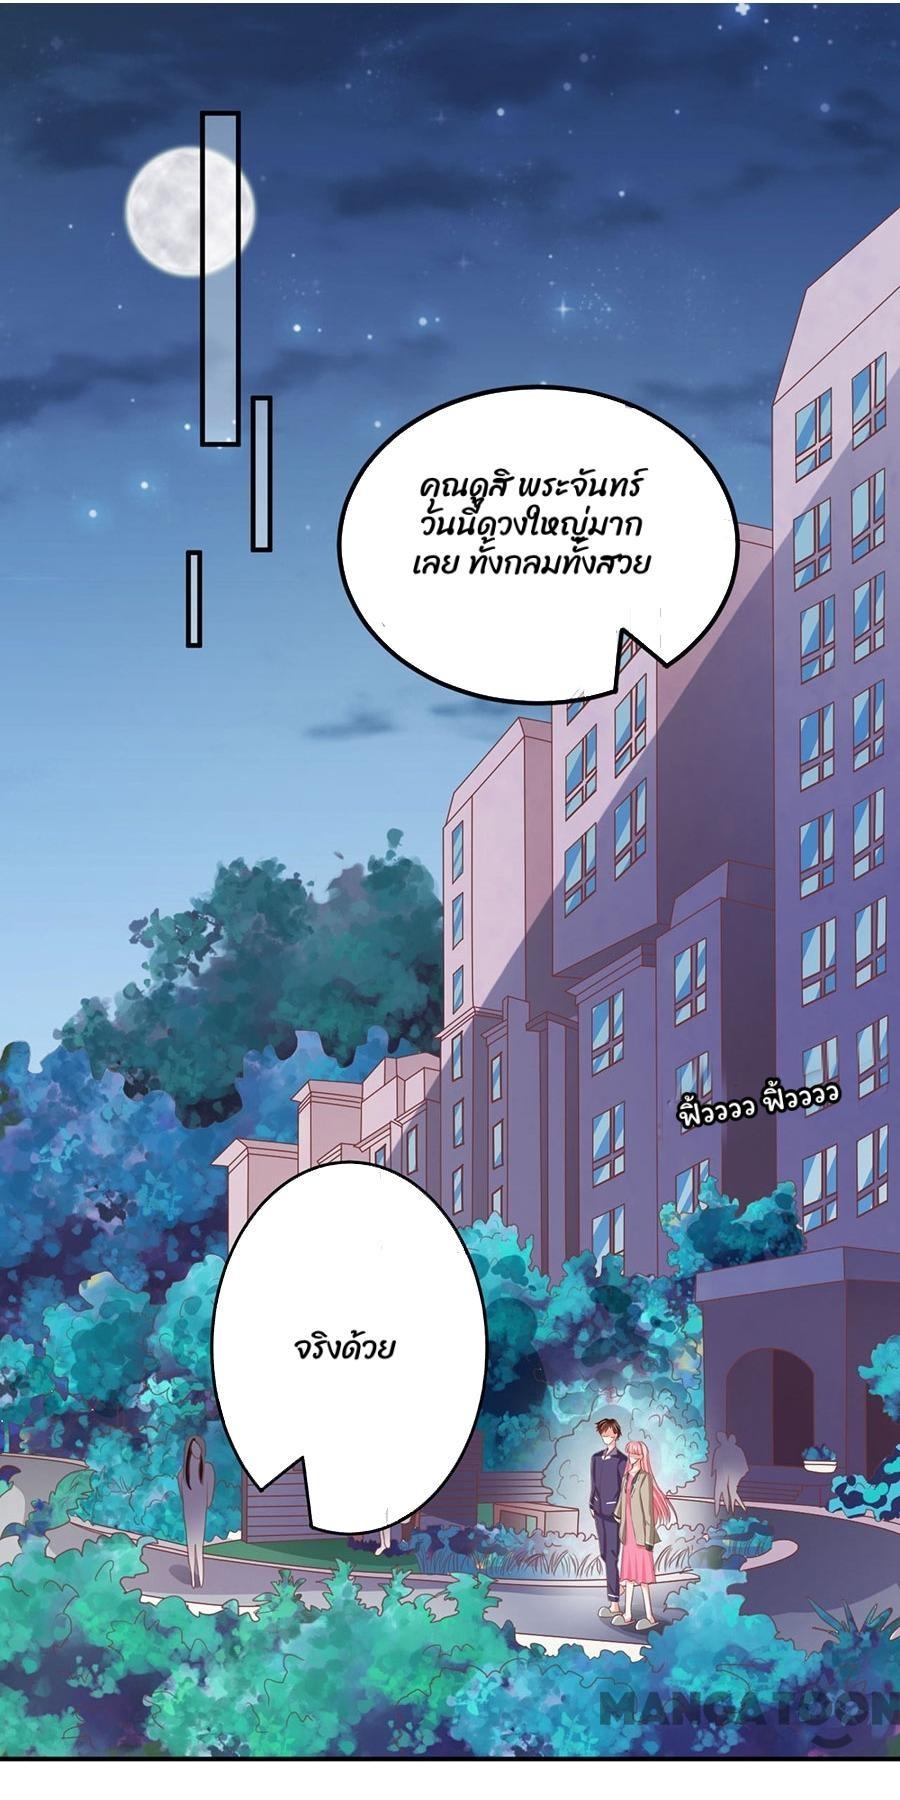 คุณดูสิ พระจันทร์
วันนี้ดวงใหญ่มาก
เลย ทั้งกลมทั้งสวย
ฟิ้วววว ฟิ้วววว
จริงด้วย
MANGATOON